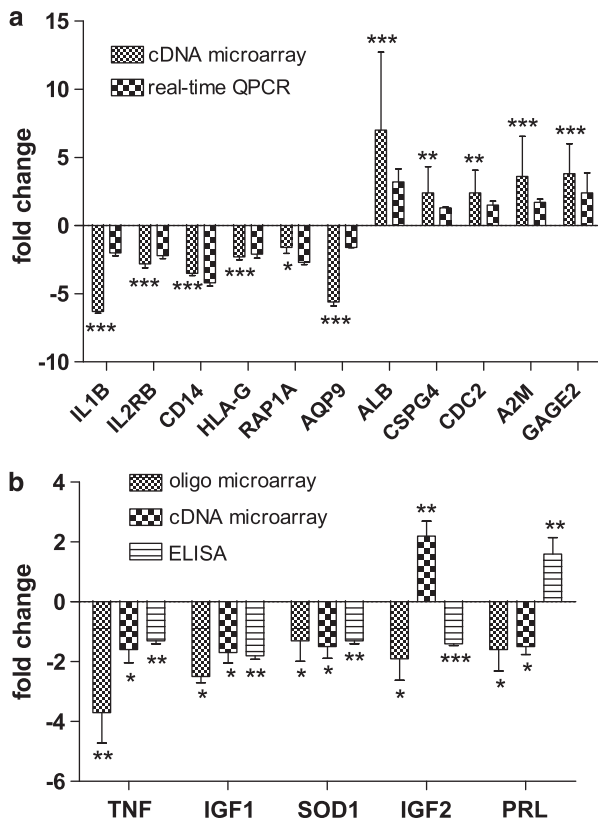 a
15
10
5
0
-5
-10
fold change
cDNA microarray
real-time QPCR
***
***
***
***
*
***
***
**
**
***
***
IL1B
IL2RB
CD14
HLA-G
RAP1A
AQP9
ALB
CSPG4
CDC2
A2M
GAGE2
b
4
2
0
-2
-4
-6
fold change
oligo microarray
cDNA microarray
ELISA
**
*
**
*
*
**
*
*
**
*
**
***
*
*
**
TNF
IGF1
SOD1
IGF2
PRL